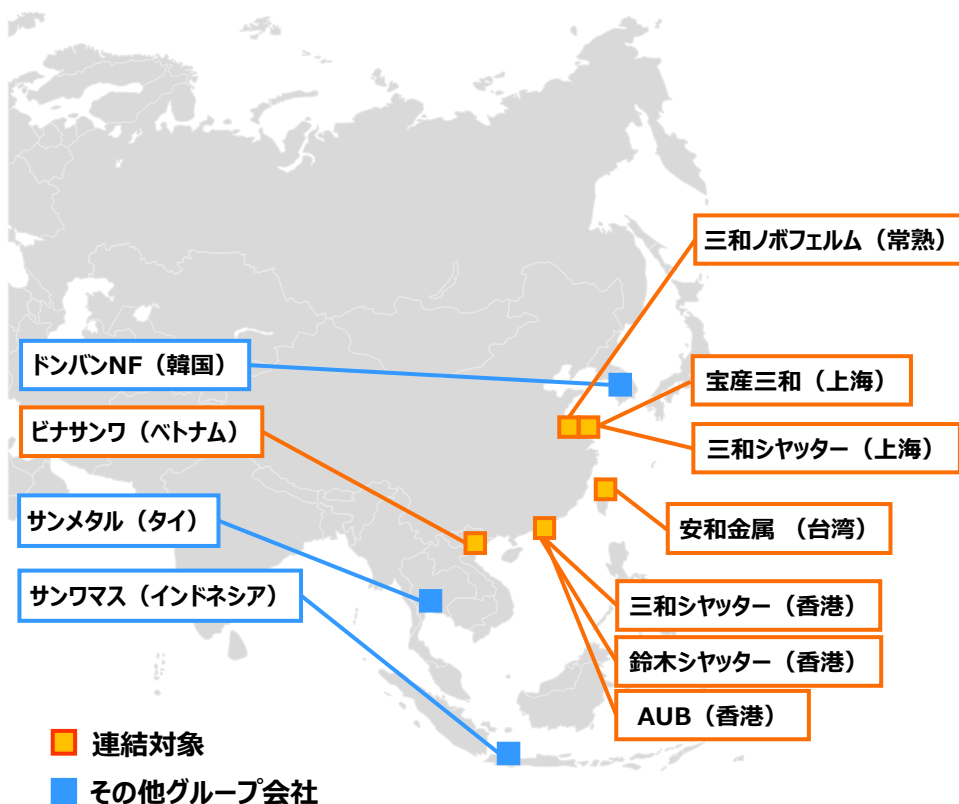 三和ノボフェルム（常熟）
ドンバンNF（韓国）
宝産三和（上海）
ビナサンワ（ベトナム）
三和シヤッター（上海）
サンメタル（タイ）
安和金属 （台湾）
サンワマス（インドネシア）
三和シヤッター（香港）
鈴木シヤッター（香港）
AUB（香港）
連結対象
その他グループ会社